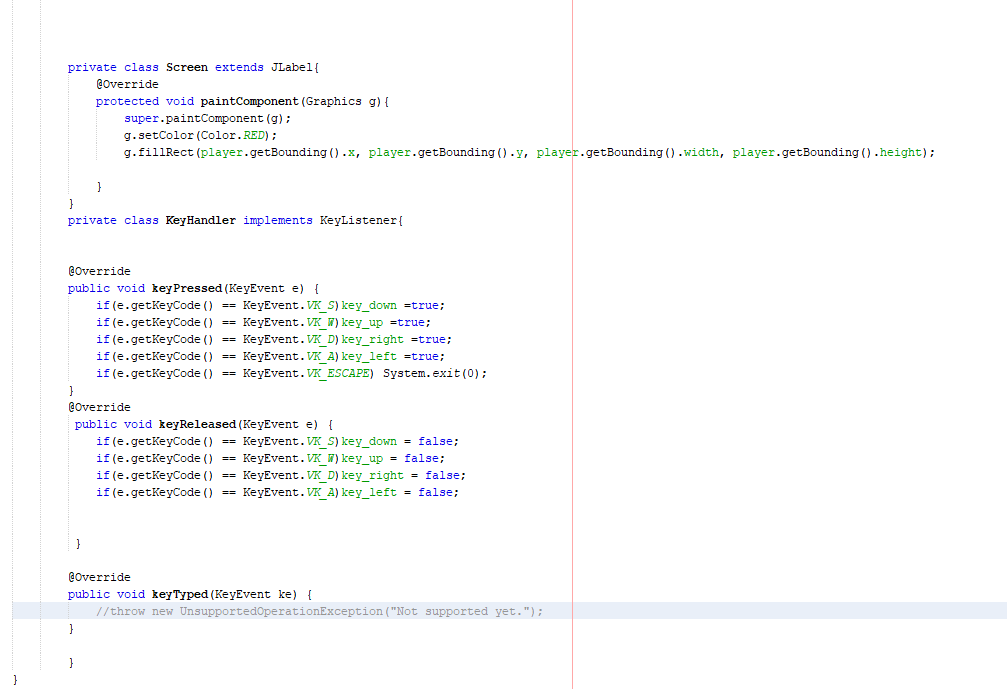 private class Screen extends JLabel{
@Override
protected void paintComponent(Graphics g){
super.paintComponent(g);
g.setColor(Color.RED);
g.fillRect(player.getBounding().x, player.getBounding().y, player.getBounding().width, player.getBounding().height);
}
}
private class KeyHandler implements KeyListener{
@Override
public void keyPressed(KeyEvent e) {
if(e.getKeyCode() == KeyEvent.VK_S)key_down =true;
if(e.getKeyCode() == KeyEvent.VK_W)key_up =true;
if(e.getKeyCode() == KeyEvent.VK_D)key_right =true;
if(e.getKeyCode() == KeyEvent.VK_A)key_left =true;
if(e.getKeyCode() == KeyEvent.VK_ESCAPE) System.exit(0);
}
@Override
public void keyReleased(KeyEvent e) {
if(e.getKeyCode() == KeyEvent.VK_S)key_down = false;
if(e.getKeyCode() == KeyEvent.VK_W)key_up = false;
if(e.getKeyCode() == KeyEvent.VK_D)key_right = false;
if(e.getKeyCode() == KeyEvent.VK_A)key_left = false;
}
@Override
public void keyTyped(KeyEvent ke) {
//throw new UnsupportedOperationException("Not supported yet.");
}
}
}